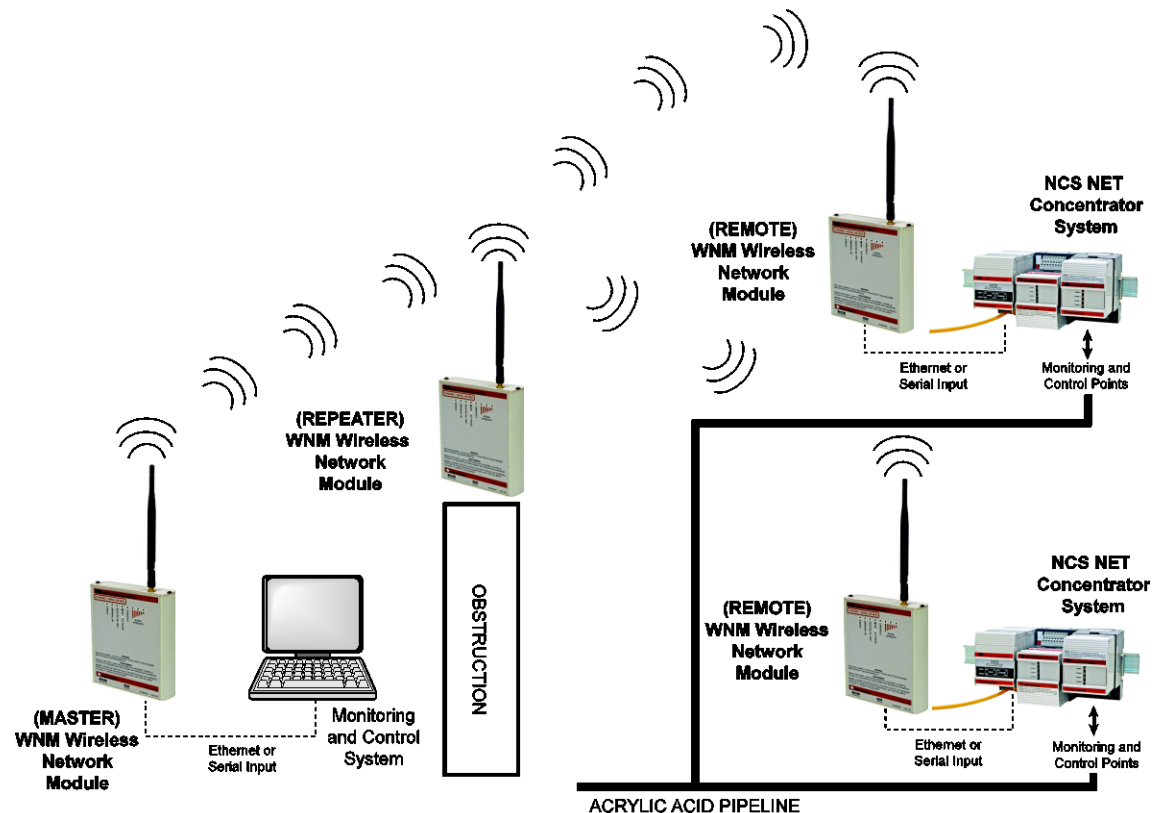 NCS NET
Concentrator
System
(REMOTE)
WNM Wireless
Network
Module
Ethernet or
Serial Input
Monitoring and
Control Points
(REPEATER)
WNM Wireless
Network
Module
OBSTRUCTION
(MASTER)
WNM Wireless
Network
Module
Ethernet or
Serial Input
Monitoring
and Control
System
NCS NET
Concentrator
System
(REMOTE)
WNM Wireless
Network
Module
Ethernet or
Serial Input
Monitoring and
Control Points
ACRYLIC ACID PIPELINE